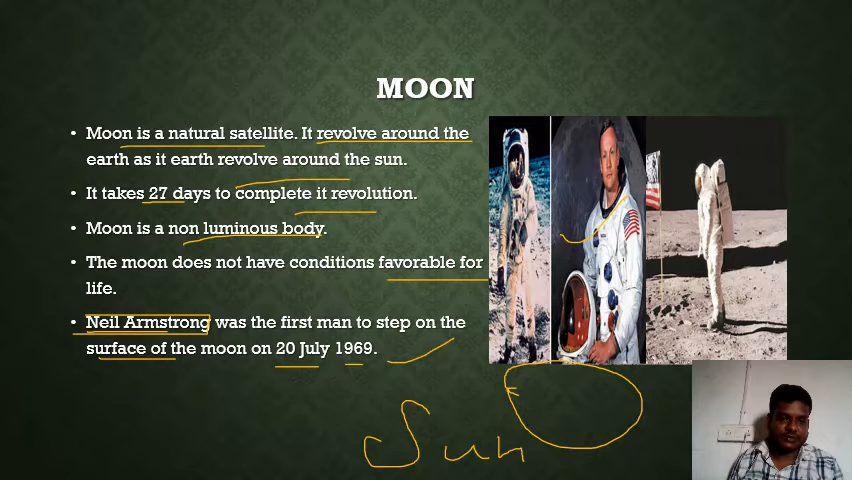 MOON
• Moon is a natural satellite. It revolve around the
earth as it earth revolve around the sun.
• It takes 27 days to complete it revolution.
• Moon is a non luminous body.
• The moon does not have conditions favorable for
life.
• Neil Armstrong was the first man to step on the
surface of the moon on 20 July 1969.
Sun